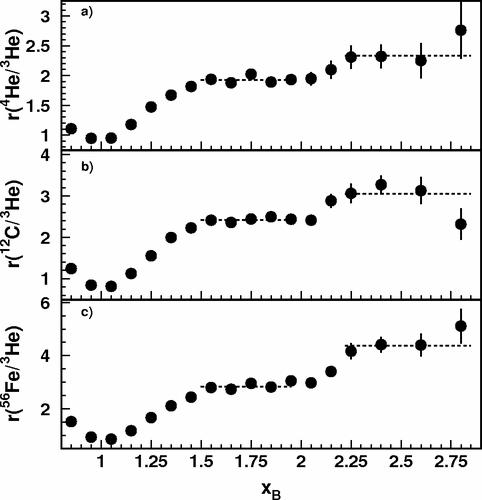 a)
r(⁴He/³He)
3
2.5
2
1.5
1
b)
r(¹²C/³He)
4
3
2
1
c)
r(⁵⁶Fe/³He)
6
4
2
1 1.25 1.5 1.75 2 2.25 2.5 2.75
x_B